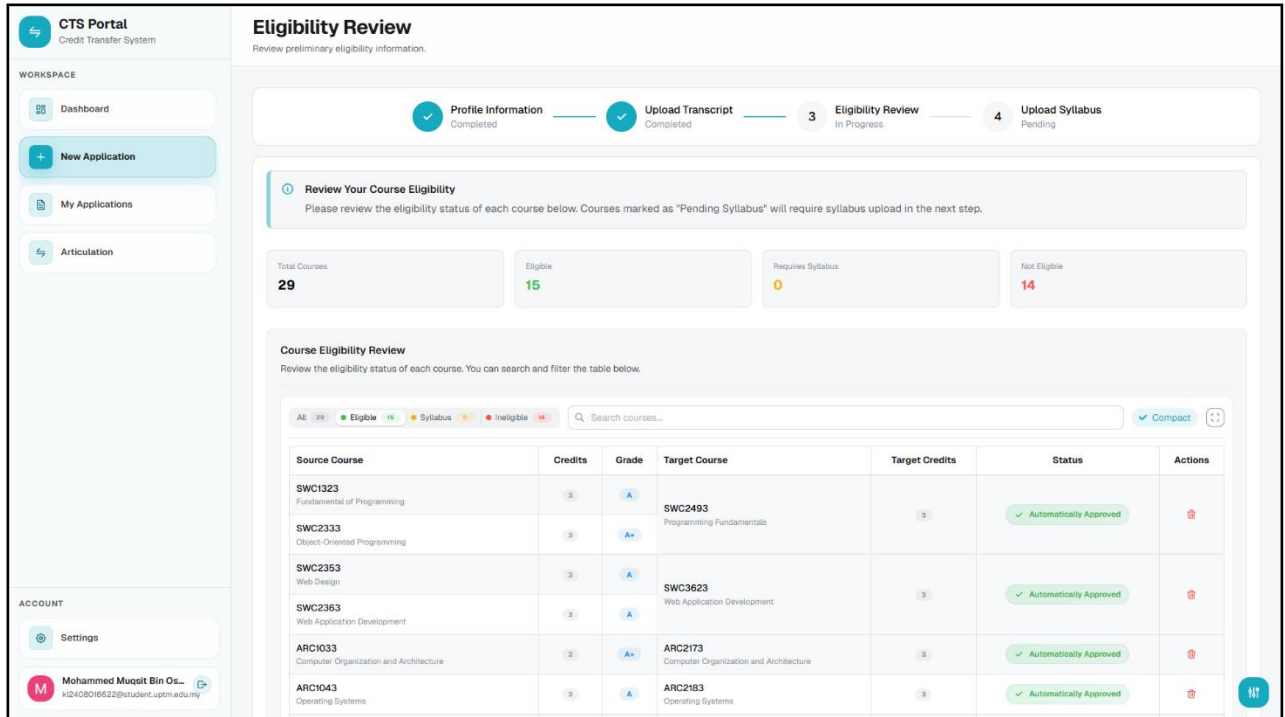 CTS Portal
Credit Transfer System
WORKSPACE
Dashboard
New Application
My Applications
Articulation
ACCOUNT
Settings
M
Mohammed Muqsit Bin Os...
kl2408016622@student.uptm.edu.my
Eligibility Review
Review preliminary eligibility information.
Profile Information
Completed
Upload Transcript
Completed
3
Eligibility Review
In Progress
4
Upload Syllabus
Pending
Review Your Course Eligibility
Please review the eligibility status of each course below. Courses marked as "Pending Syllabus" will require syllabus upload in the next step.
Total Courses
29
Eligible
15
Requires Syllabus
0
Not Eligible
14
Course Eligibility Review
Review the eligibility status of each course. You can search and filter the table below.
All 29 Eligible 15 Syllabus 0 Ineligible 14 Search courses... Compact
Source Course Credits Grade Target Course Target Credits Status Actions
SWC1323
Fundamental of Programming
3 A
SWC2333
Object-Oriented Programming
3 A+
SWC2493
Programming Fundamentals
3 Automatically Approved
SWC2353
Web Design
3 A
SWC2363
Web Application Development
3 A
SWC3623
Web Application Development
3 Automatically Approved
ARC1033
Computer Organization and Architecture
3 A+
ARC2173
Computer Organization and Architecture
3 Automatically Approved
ARC1043
Operating Systems
3 A
ARC2183
Operating Systems
3 Automatically Approved